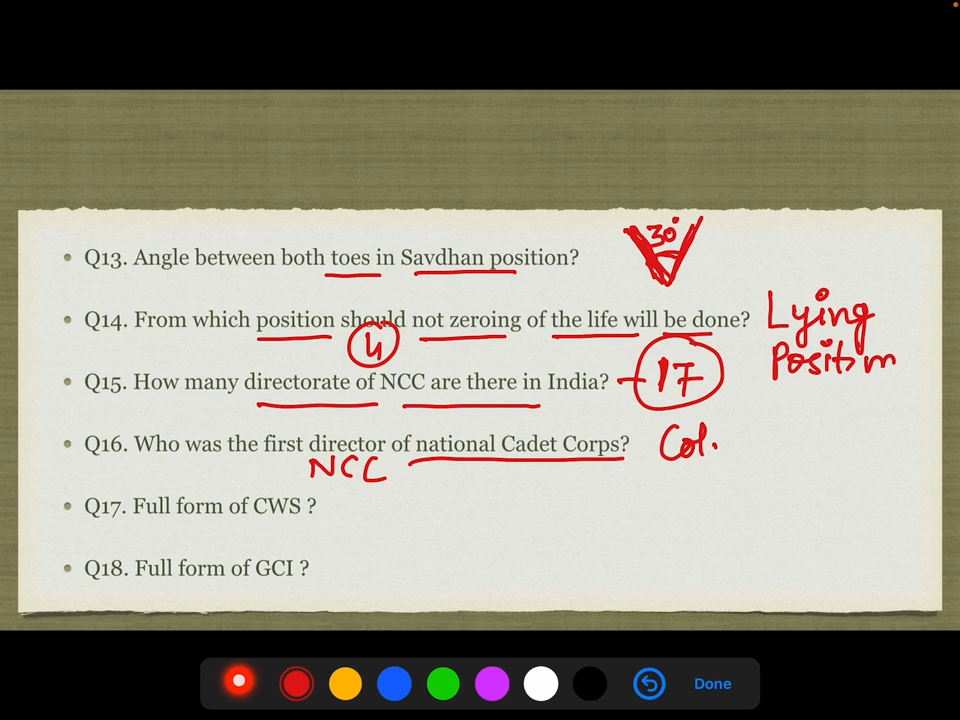 Q13. Angle between both toes in Savdhan position?
30°
Q14. From which position should not zeroing of the life will be done?
Lying
Position
4
Q15. How many directorate of NCC are there in India?
- 17
Q16. Who was the first director of national Cadet Corps?
Col.
NCC
Q17. Full form of CWS ?
Q18. Full form of GCI ?
Done